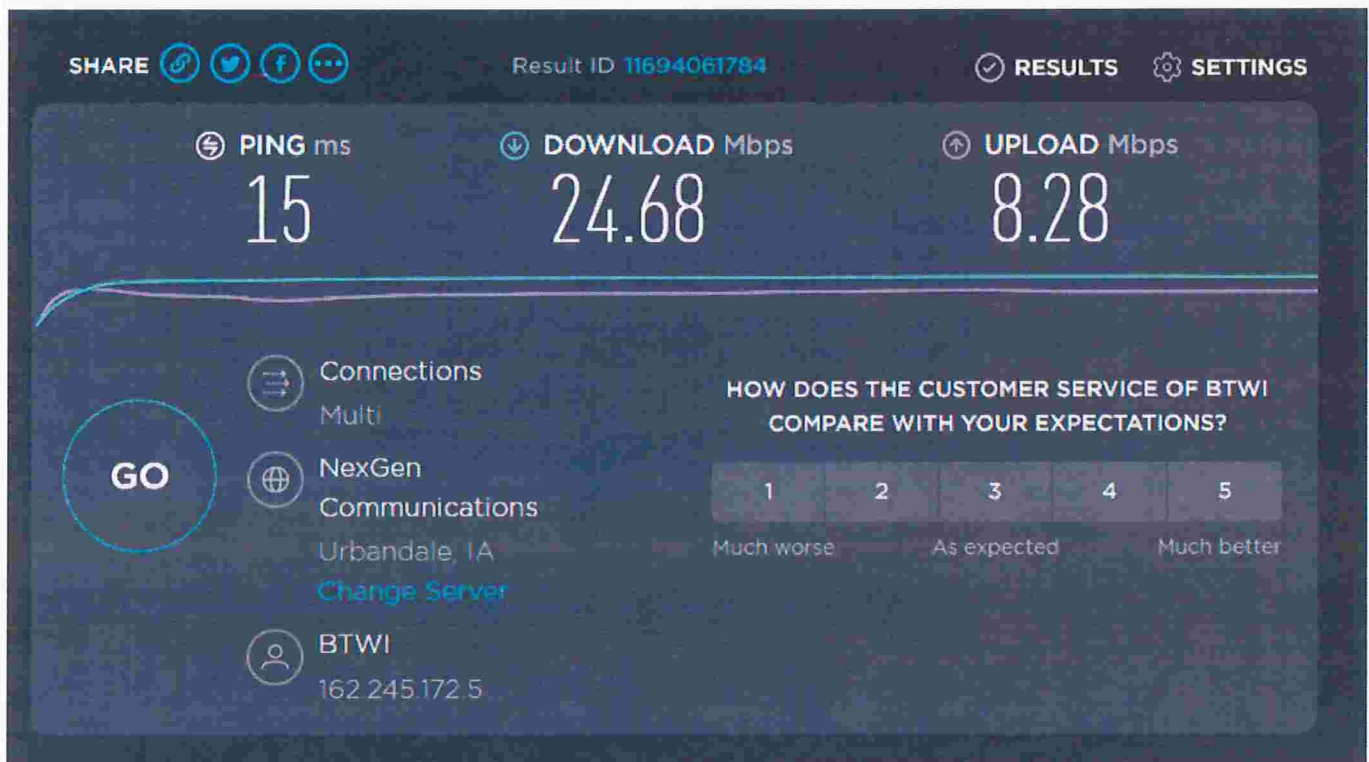 SHARE
Result ID 11694061784
RESULTS
SETTINGS
PING ms
DOWNLOAD Mbps
UPLOAD Mbps
15
24.68
8.28
Connections
Multi
NexGen
Communications
Urbandale, IA
Change Server
BTWI
162.245.172.5
GO
HOW DOES THE CUSTOMER SERVICE OF BTWI
COMPARE WITH YOUR EXPECTATIONS?
1 2 3 4 5
Much worse As expected Much better